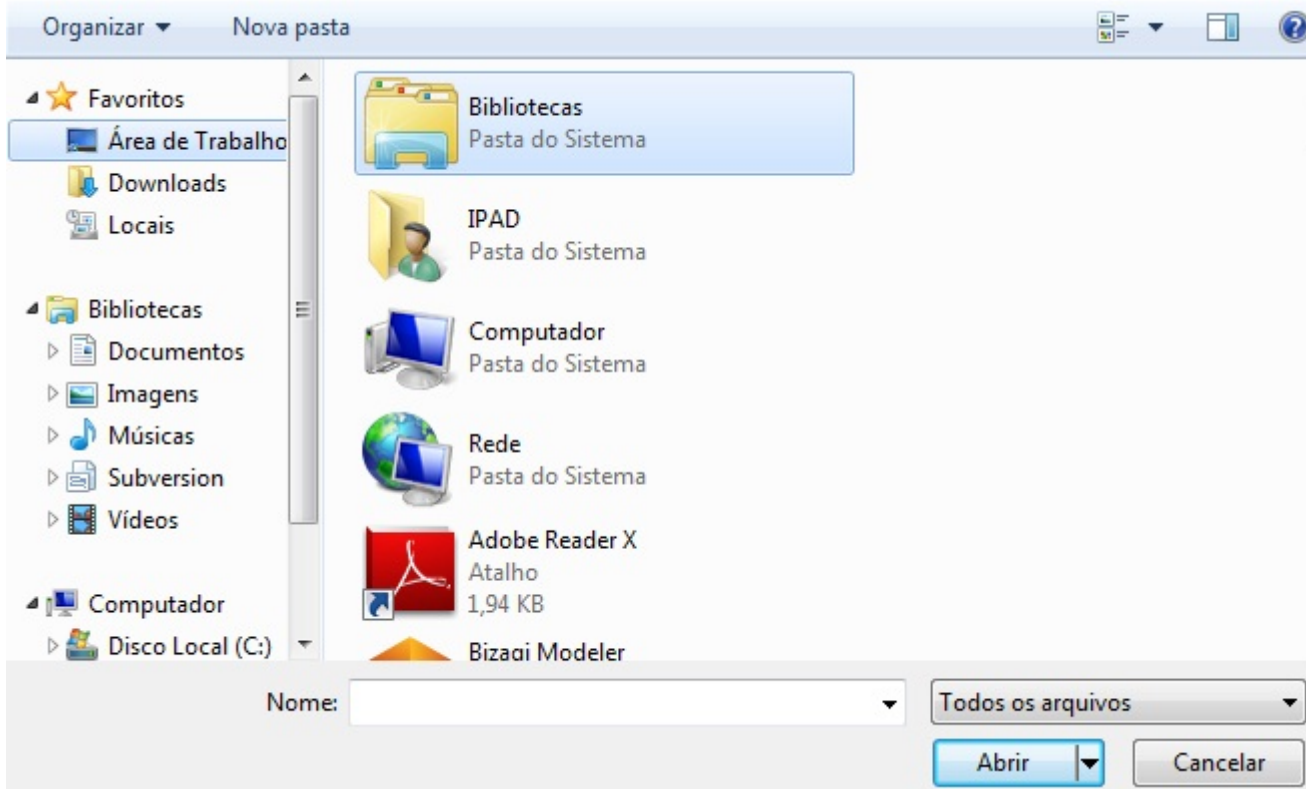 Organizar
Nova pasta
Favoritos
Área de Trabalho
Downloads
Locais
Bibliotecas
Documentos
Imagens
Músicas
Subversion
Vídeos
Computador
Disco Local (C:)
Bibliotecas
Pasta do Sistema
IPAD
Pasta do Sistema
Computador
Pasta do Sistema
Rede
Pasta do Sistema
Adobe Reader X
Atalho
1,94 KB
Bizagi Modeler
Nome:
Todos os arquivos
Abrir
Cancelar